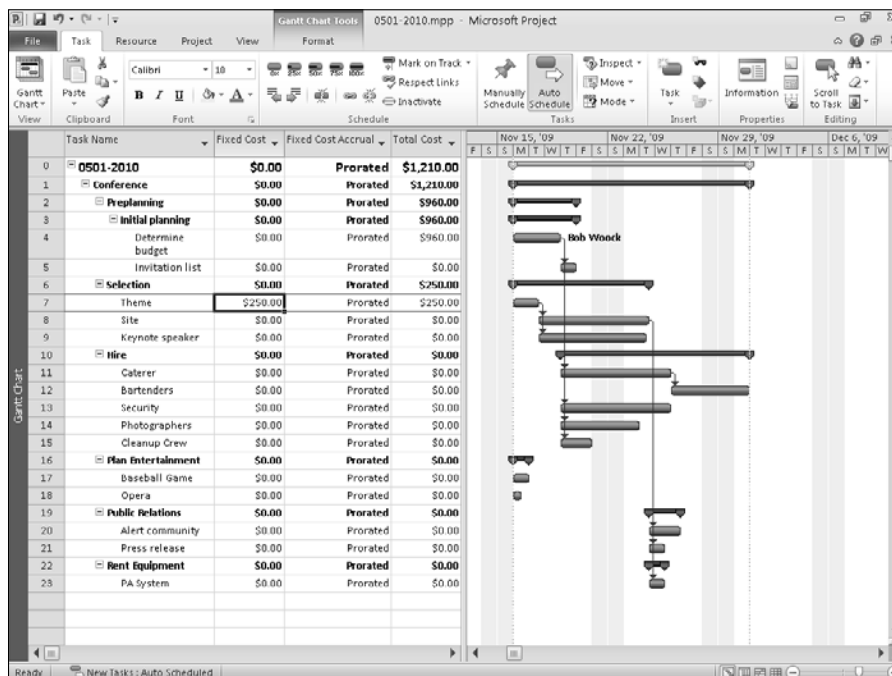 Gantt Chart Tools 0501-2010.mpp - Microsoft Project
File Task Resource Project View Format
Gantt Chart
Paste
Calibri 10
B I U A
0% 25% 50% 75% 100%
Mark on Track
Respect Links
Inactivate
Manually Schedule
Auto Schedule
Inspect
Move
Mode
Task
Information
Scroll to Task
View Clipboard Font Schedule Tasks Insert Properties Editing
Task Name Fixed Cost Fixed Cost Accrual Total Cost
Nov 15, '09 Nov 22, '09 Nov 29, '09 Dec 6, '09
F S S M T W T F S S M T W T F S S M T W T F S S M T W
0 0501-2010 $0.00 Prorated $1,210.00
1 Conference $0.00 Prorated $1,210.00
2 Preplanning $0.00 Prorated $960.00
3 Initial planning $0.00 Prorated $960.00
4 Determine budget $0.00 Prorated $960.00 Bob Woock
5 Invitation list $0.00 Prorated $0.00
6 Selection $0.00 Prorated $250.00
7 Theme $250.00 Prorated $250.00
8 Site $0.00 Prorated $0.00
9 Keynote speaker $0.00 Prorated $0.00
10 Hire $0.00 Prorated $0.00
11 Caterer $0.00 Prorated $0.00
12 Bartenders $0.00 Prorated $0.00
13 Security $0.00 Prorated $0.00
14 Photographers $0.00 Prorated $0.00
15 Cleanup Crew $0.00 Prorated $0.00
16 Plan Entertainment $0.00 Prorated $0.00
17 Baseball Game $0.00 Prorated $0.00
18 Opera $0.00 Prorated $0.00
19 Public Relations $0.00 Prorated $0.00
20 Alert community $0.00 Prorated $0.00
21 Press release $0.00 Prorated $0.00
22 Rent Equipment $0.00 Prorated $0.00
23 PA System $0.00 Prorated $0.00
Gantt Chart
Ready New Tasks : Auto Scheduled